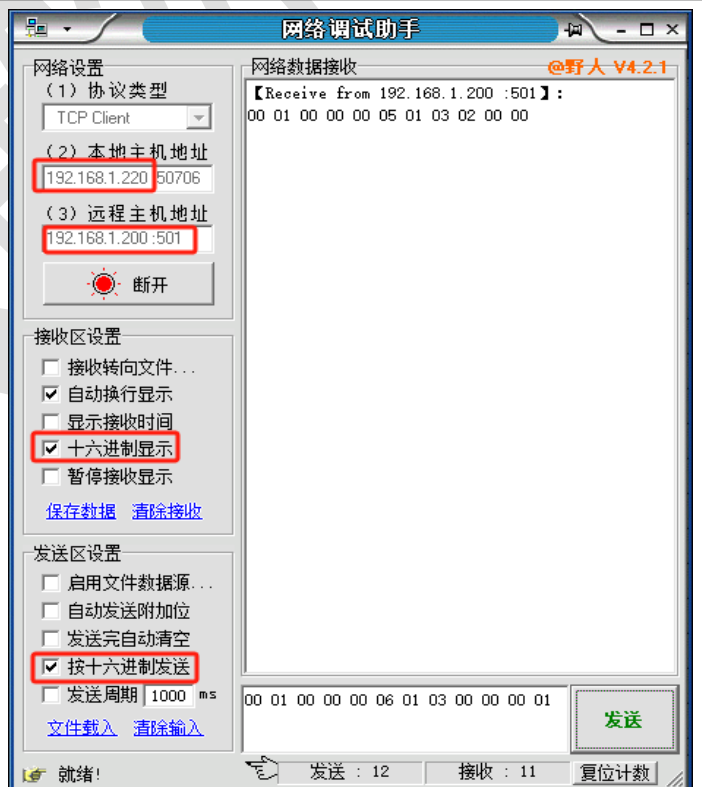 网络调试助手
网络设置
(1) 协议类型
TCP Client
(2) 本地主机地址
192.168.1.220 :50706
(3) 远程主机地址
192.168.1.200 :501
断开
接收区设置
接收转向文件...
自动换行显示
显示接收时间
十六进制显示
暂停接收显示
保存数据 清除接收
发送区设置
启用文件数据源...
自动发送附加位
发送完自动清空
按十六进制发送
发送周期 1000 ms
文件载入 清除输入
网络数据接收
@野人 V4.2.1
【Receive from 192.168.1.200 :501】:
00 01 00 00 00 05 01 03 02 00 00
00 01 00 00 00 06 01 03 00 00 00 01
发送
就绪!
发送 : 12
接收 : 11
复位计数